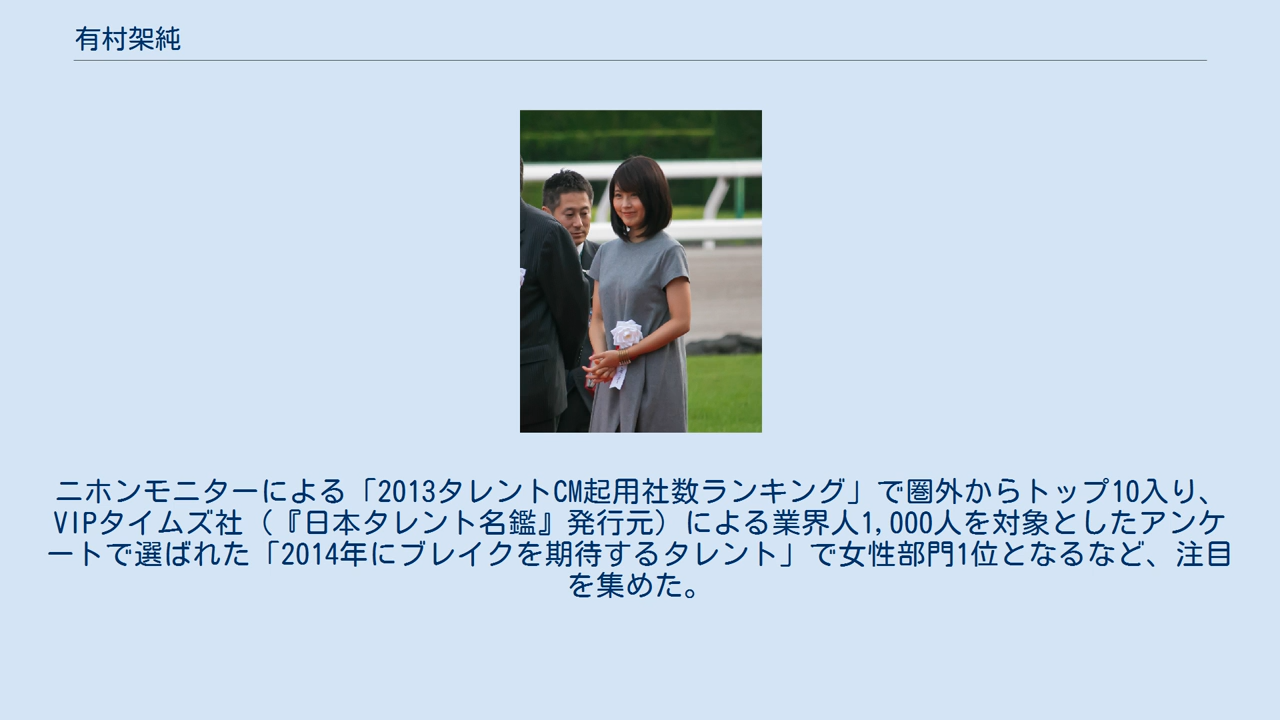 有村架純
ニホンモニターによる「2013タレントCM起用社数ランキング」で圏外からトップ10入り、
VIPタイムズ社（『日本タレント名鑑』発行元）による業界人1,000人を対象としたアンケ
ートで選ばれた「2014年にブレイクを期待するタレント」で女性部門1位となるなど、注目
を集めた。